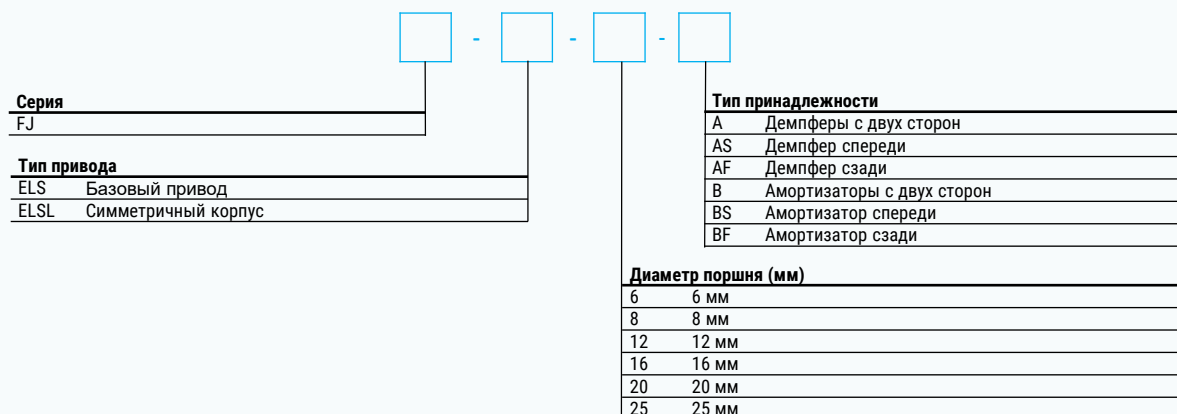 - - -
Серия
FJ
Тип привода
ELS Базовый привод
ELSL Симметричный корпус
Тип принадлежности
A Демпферы с двух сторон
AS Демпфер спереди
AF Демпфер сзади
B Амортизаторы с двух сторон
BS Амортизатор спереди
BF Амортизатор сзади
Диаметр поршня (мм)
6 6 мм
8 8 мм
12 12 мм
16 16 мм
20 20 мм
25 25 мм